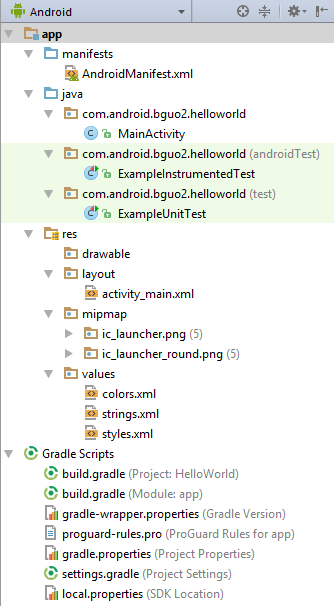 Android
app
manifests
AndroidManifest.xml
java
com.android.bguo2.helloworld
MainActivity
com.android.bguo2.helloworld (androidTest)
ExampleInstrumentedTest
com.android.bguo2.helloworld (test)
ExampleUnitTest
res
drawable
layout
activity_main.xml
mipmap
ic_launcher.png (5)
ic_launcher_round.png (5)
values
colors.xml
strings.xml
styles.xml
Gradle Scripts
build.gradle (Project: HelloWorld)
build.gradle (Module: app)
gradle-wrapper.properties (Gradle Version)
proguard-rules.pro (ProGuard Rules for app)
gradle.properties (Project Properties)
settings.gradle (Project Settings)
local.properties (SDK Location)